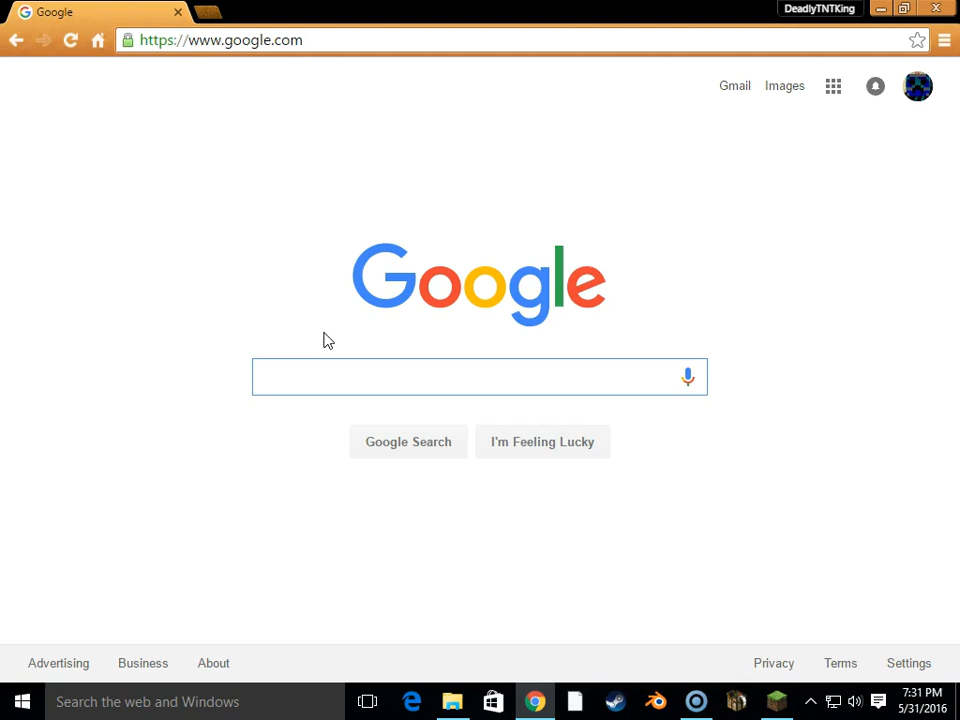 Google
DeadlyTNTKing
https://www.google.com
Gmail Images
Google
Google Search I'm Feeling Lucky
Advertising Business About Privacy Terms Settings
Search the web and Windows
7:31 PM
5/31/2016